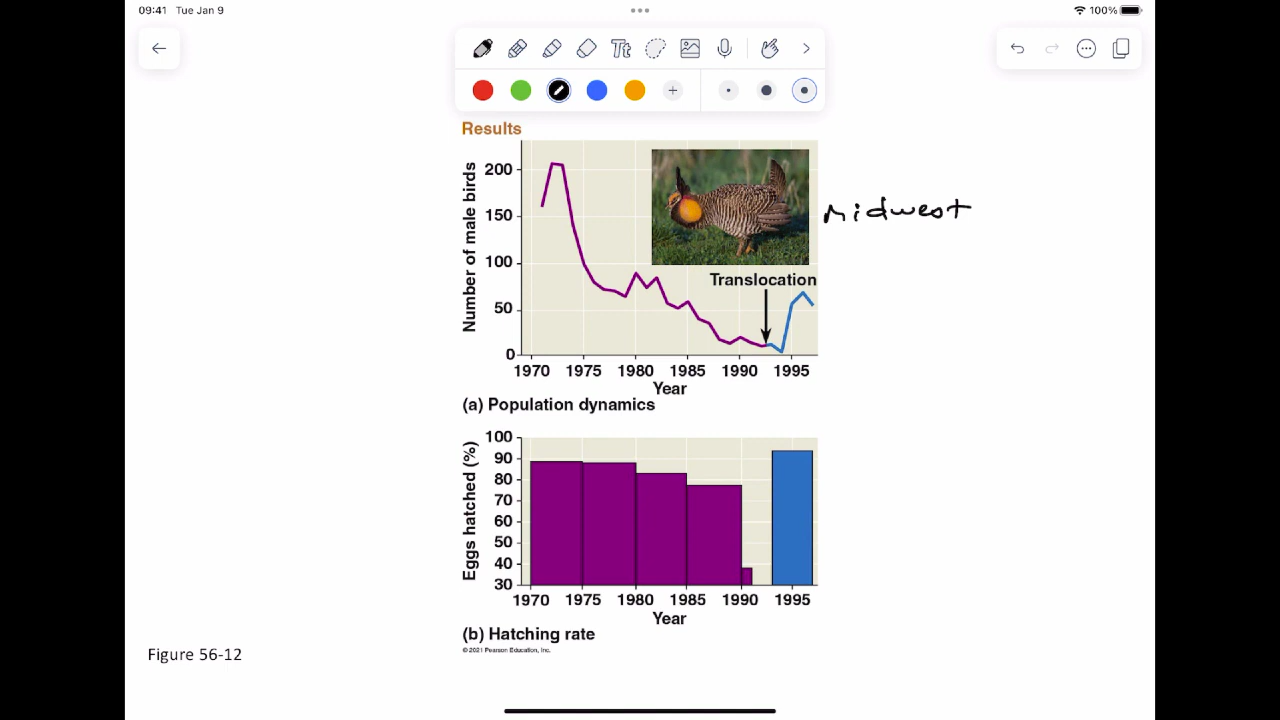 09:41 Tue Jan 9
100%
Tt
Results
Number of male birds
200
150
100
50
0
midwest
Translocation
1970 1975 1980 1985 1990 1995
Year
(a) Population dynamics
Eggs hatched (%)
100
90
80
70
60
50
40
30
1970 1975 1980 1985 1990 1995
Year
(b) Hatching rate
© 2021 Pearson Education, Inc.
Figure 56-12